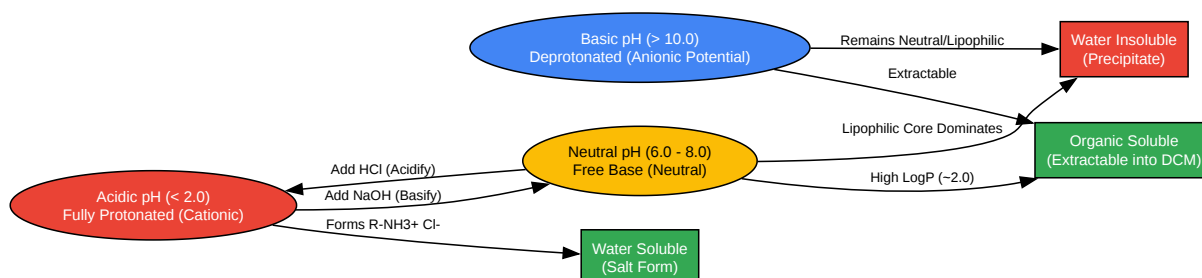 Basic pH (> 10.0)
Deprotonated (Anionic Potential)
Remains Neutral/Lipophilic
Water Insoluble
(Precipitate)
Extractable
Lipophilic Core Dominates
Organic Soluble
(Extractable into DCM)
Neutral pH (6.0 - 8.0)
Free Base (Neutral)
High LogP (~2.0)
Add HCl (Acidify)
Add NaOH (Basify)
Acidic pH (< 2.0)
Fully Protonated (Cationic)
Forms R-NH3+ Cl-
Water Soluble
(Salt Form)